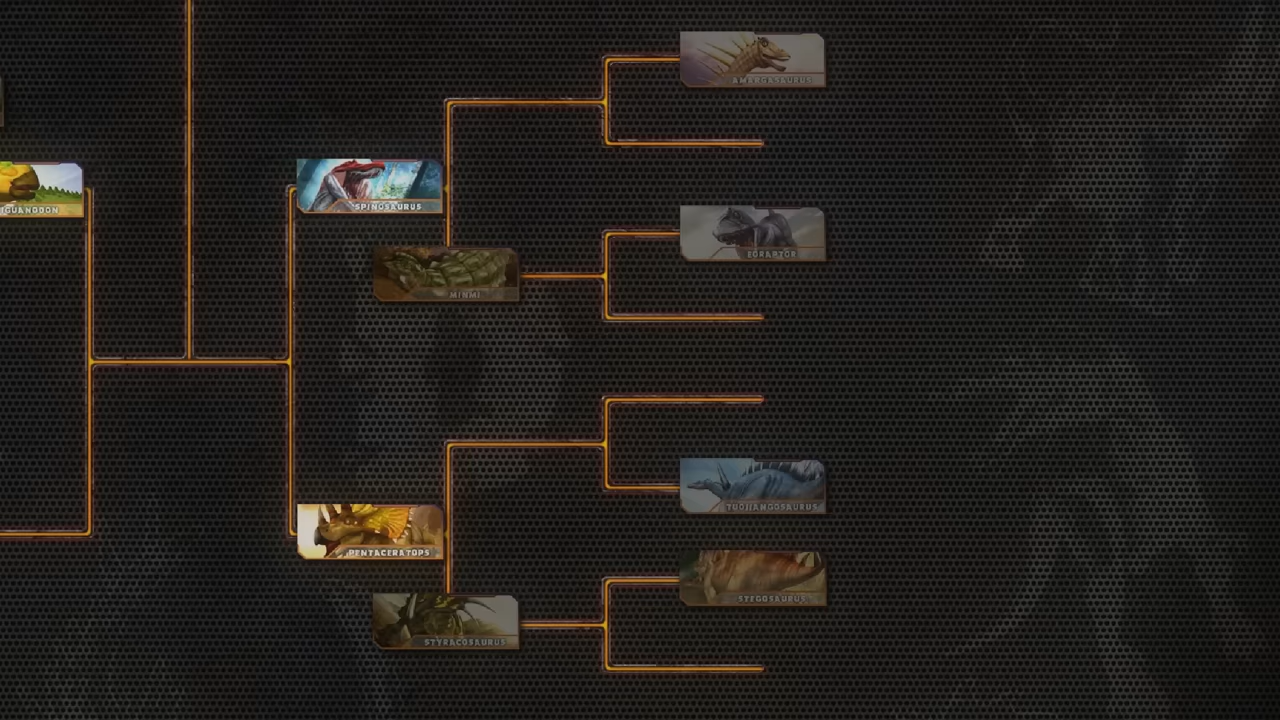 AMARGASAURUS
IGUANODON
SPINOSAURUS
EORAPTOR
MINMI
TUOJIANGOSAURUS
PENTACERATOPS
STEGOSAURUS
STYRACOSAURUS